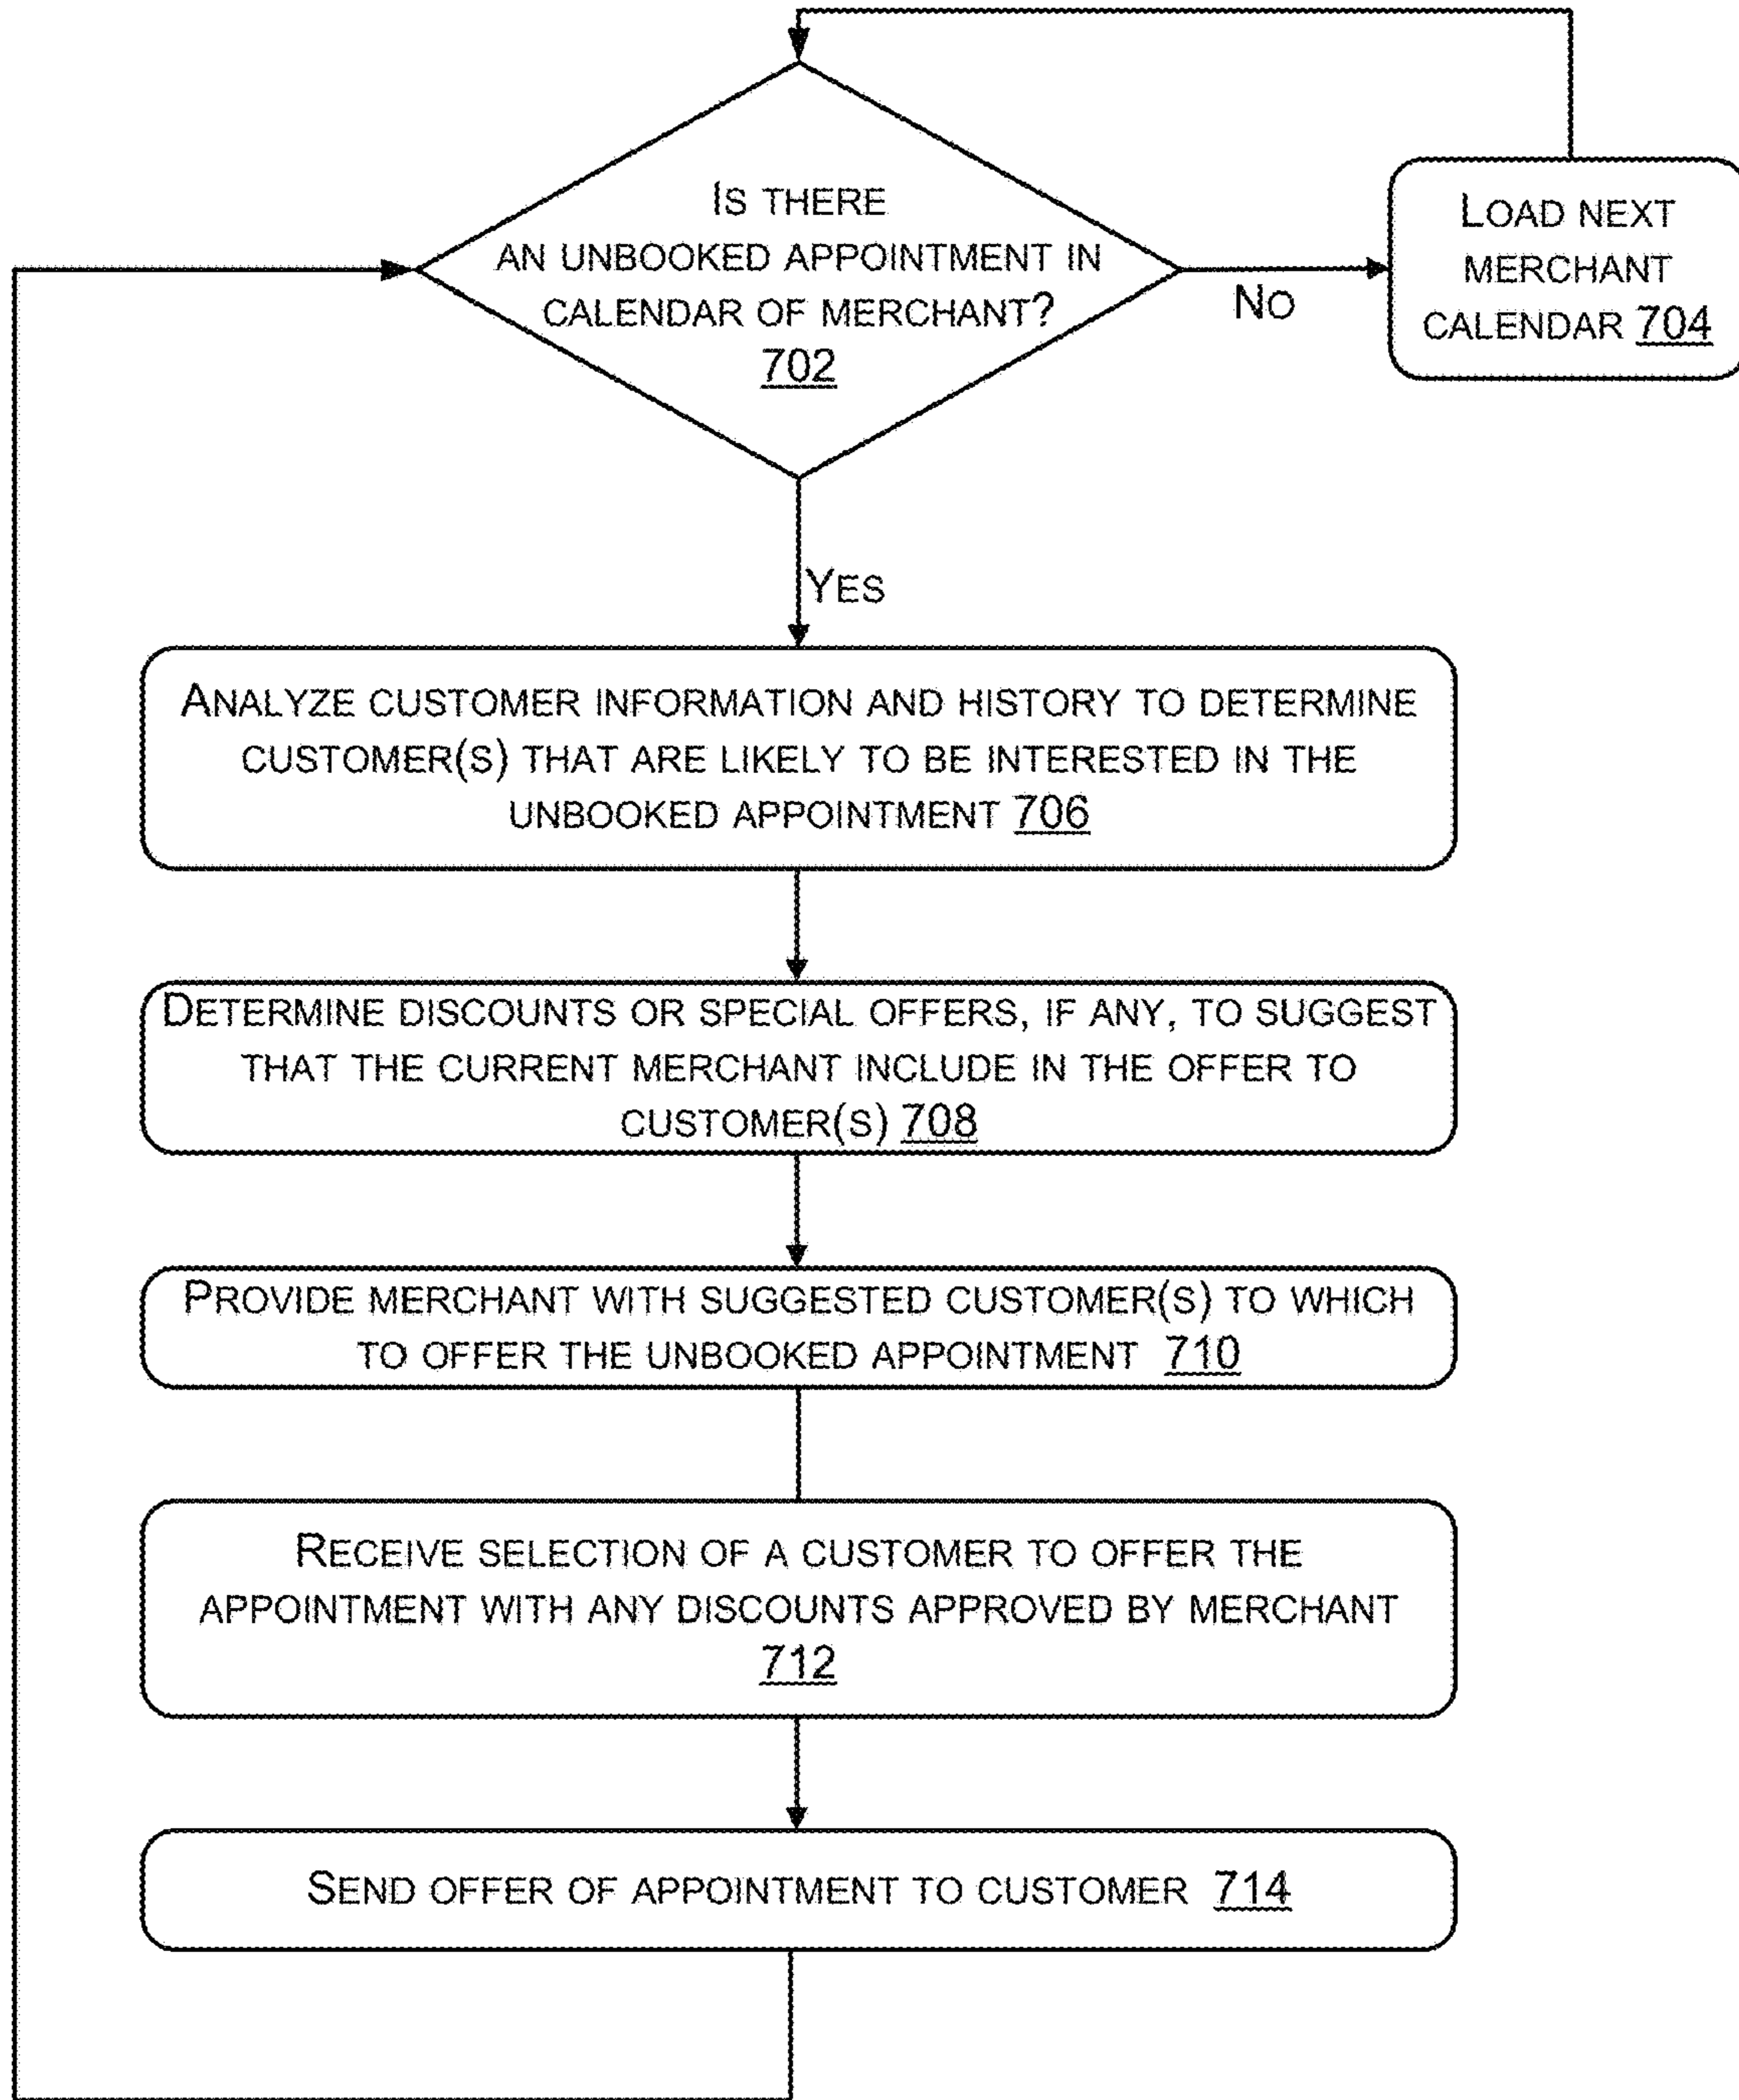 IS THERE
AN UNBOOKED APPOINTMENT IN
CALENDAR OF MERCHANT?
702
NO
LOAD NEXT
MERCHANT
CALENDAR 704
YES
ANALYZE CUSTOMER INFORMATION AND HISTORY TO DETERMINE
CUSTOMER(S) THAT ARE LIKELY TO BE INTERESTED IN THE
UNBOOKED APPOINTMENT 706
DETERMINE DISCOUNTS OR SPECIAL OFFERS, IF ANY, TO SUGGEST
THAT THE CURRENT MERCHANT INCLUDE IN THE OFFER TO
CUSTOMER(S) 708
PROVIDE MERCHANT WITH SUGGESTED CUSTOMER(S) TO WHICH
TO OFFER THE UNBOOKED APPOINTMENT 710
RECEIVE SELECTION OF A CUSTOMER TO OFFER THE
APPOINTMENT WITH ANY DISCOUNTS APPROVED BY MERCHANT
712
SEND OFFER OF APPOINTMENT TO CUSTOMER 714